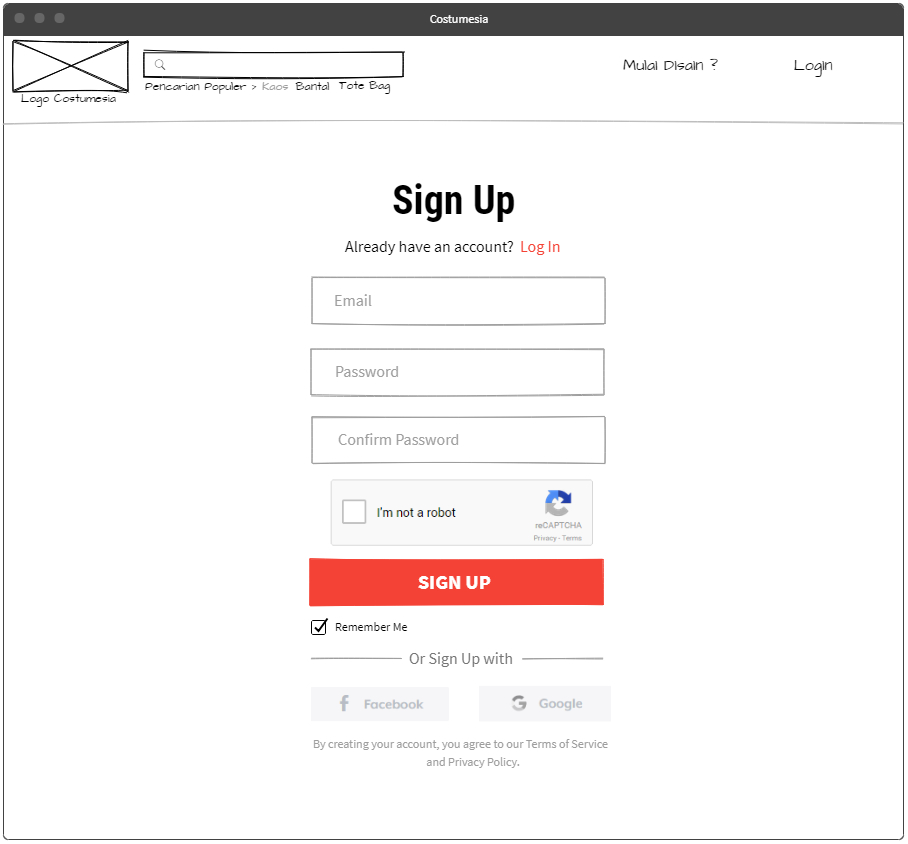 Costumesia
Logo Costumesia
Pencarian Populer > Kaos Bantal Tote Bag
Mulai Disain ?
Login
Sign Up
Already have an account? Log In
Email
Password
Confirm Password
I'm not a robot
reCAPTCHA
Privacy - Terms
SIGN UP
Remember Me
Or Sign Up with
Facebook
Google
By creating your account, you agree to our Terms of Service
and Privacy Policy.